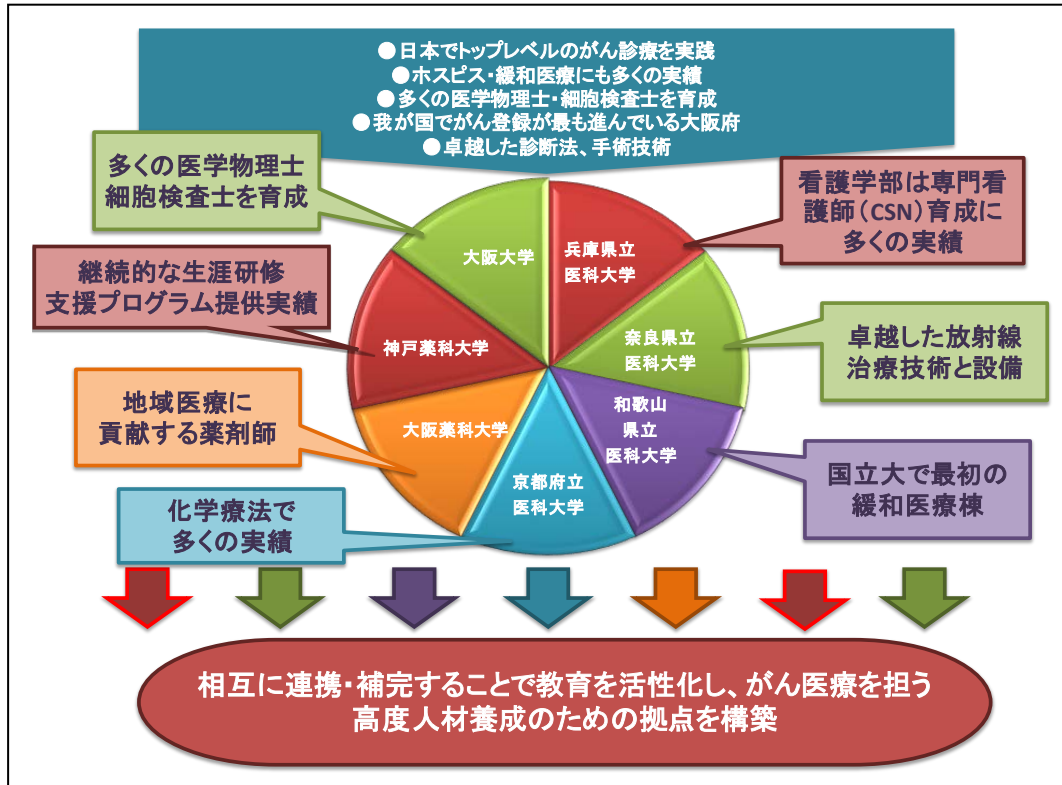 ●日本でトップレベルのがん診療を実践
●ホスピス・緩和医療にも多くの実績
●多くの医学物理士・細胞検査士を育成
●我が国でがん登録が最も進んでいる大阪府
●卓越した診断法、手術技術
多くの医学物理士
細胞検査士を育成
看護学部は専門看
護師（CSN）育成に
多くの実績
継続的な生涯研修
支援プログラム提供実績
卓越した放射線
治療技術と設備
地域医療に
貢献する薬剤師
国立大で最初の
緩和医療棟
化学療法で
多くの実績
大阪大学
兵庫県立
医科大学
奈良県立
医科大学
和歌山
県立
医科大学
京都府立
医科大学
大阪薬科大学
神戸薬科大学
相互に連携・補完することで教育を活性化し、がん医療を担う
高度人材養成のための拠点を構築